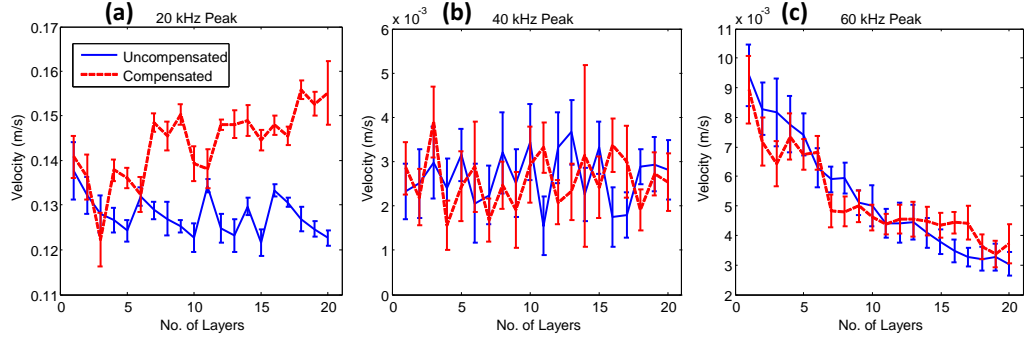 (a) 20 kHz Peak
0.17
0.16
0.15
0.14
0.13
0.12
0.11
Velocity (m/s)
Uncompensated
Compensated
0 5 10 15 20
No. of Layers
(b) 40 kHz Peak
x 10⁻³
6
5
4
3
2
1
0
Velocity (m/s)
0 5 10 15 20
No. of Layers
(c) 60 kHz Peak
x 10⁻³
11
10
9
8
7
6
5
4
3
2
Velocity (m/s)
0 5 10 15 20
No. of Layers